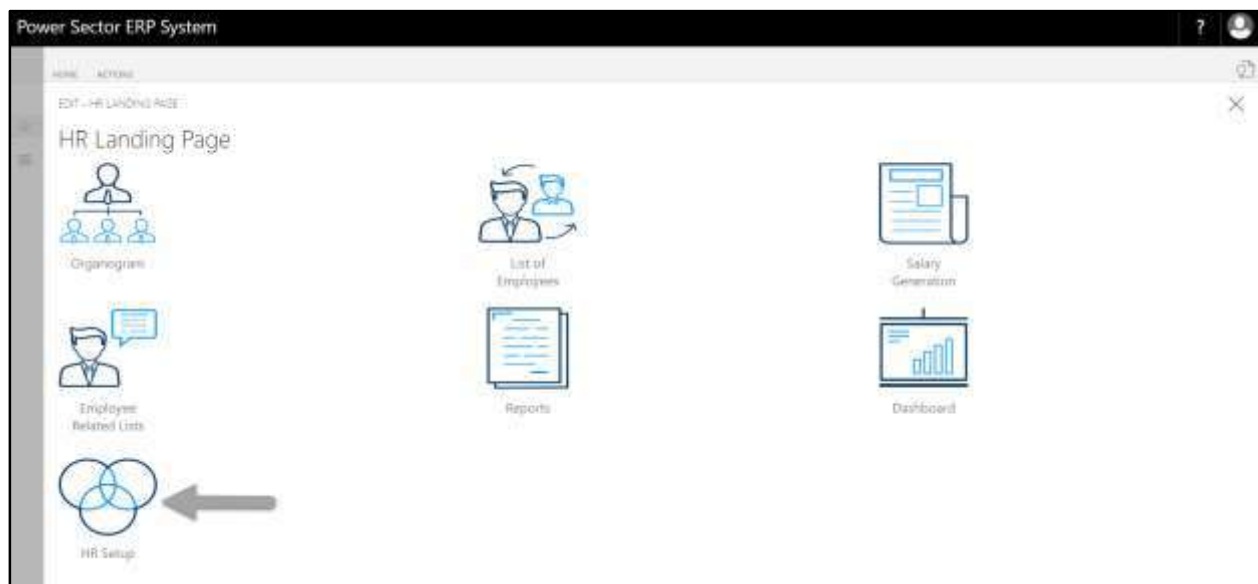 Power Sector ERP System
?
HOME ACTIONS
EDIT - HR LANDING PAGE
HR Landing Page
Organogram
List of
Employees
Salary
Generation
Employee
Related Lists
Reports
Dashboard
HR Setup